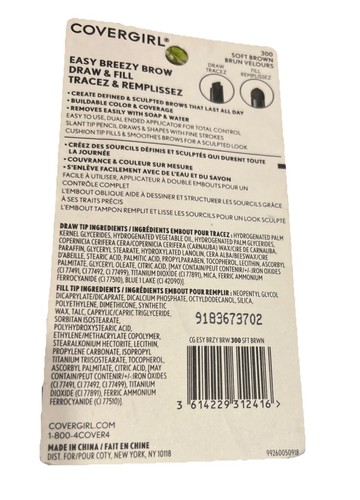 COVERGIRL®
300
SOFT BROWN
BRUN VELOURS
EASY BREEZY BROW
DRAW & FILL
TRACEZ & REMPLISSEZ
DRAW
TRACEZ
FILL
REMPLISSEZ
• CREATE DEFINED & SCULPTED BROWS THAT LAST ALL DAY
• BUILDABLE COLOR & COVERAGE
• REMOVES EASILY WITH SOAP & WATER
EASY TO USE, DUAL ENDED APPLICATOR FOR TOTAL CONTROL
SLANT TIP PENCIL DRAWS & SHAPES WITH FINE STROKES
CUSHION TIP FILLS & SMOOTHS BROWS FOR A SCULPTED LOOK
• CRÉEZ DES SOURCILS DÉFINIS ET SCULPTÉS QUI DURENT TOUTE
LA JOURNÉE
• COUVRANCE & COULEUR SUR MESURE
• S'ENLÈVE FACILEMENT AVEC DE L'EAU ET DU SAVON
FACILE À UTILISER, APPLICATEUR À DOUBLE EMBOUTS POUR UN
CONTRÔLE COMPLET
L'EMBOUT OBLIQUE AIDE À DESSINER ET STRUCTURER LES SOURCILS GRÂCE
À SES TRAITS PRÉCIS
L'EMBOUT TAMPON REMPLIT ET LISSE LES SOURCILS POUR UN LOOK SCULPTÉ
DRAW TIP INGREDIENTS / INGRÉDIENTS EMBOUT POUR TRACEZ : HYDROGENATED PALM
KERNEL GLYCERIDES, HYDROGENATED VEGETABLE OIL, HYDROGENATED PALM GLYCERIDES,
COPERNICIA CERIFERA CERA/COPERNICIA CERIFERA (CARNAUBA) WAX/CIRE DE CARNAUBA,
PARAFFIN, GLYCERYL STEARATE, HYDROXYLATED LANOLIN, CERA ALBA/BEESWAX/CIRE
D'ABEILLE, STEARIC ACID, PALMITIC ACID, PROPYLPARABEN, TOCOPHEROL, LECITHIN, ASCORBYL
PALMITATE, GLYCERYL OLEATE, CITRIC ACID, [MAY CONTAIN/PEUT CONTENIR/+/-:IRON OXIDES
(CI 77491, CI 77492, CI 77499), TITANIUM DIOXIDE (CI 77891), MICA, FERRIC AMMONIUM
FERROCYANIDE (CI 77510), BLUE 1 LAKE (CI 42090)].
FILL TIP INGREDIENTS / INGRÉDIENTS EMBOUT POUR REMPLIR : NEOPENTYL GLYCOL
DICAPRYLATE/DICAPRATE, DICALCIUM PHOSPHATE, OCTYLDODECANOL, SILICA,
POLYETHYLENE, DIMETHICONE, SYNTHETIC
WAX, TALC, CAPRYLIC/CAPRIC TRIGLYCERIDE,
SORBITAN ISOSTEARATE,
POLYHYDROXYSTEARIC ACID,
ETHYLENE/METHACRYLATE COPOLYMER,
STEARALKONIUM HECTORITE, LECITHIN,
PROPYLENE CARBONATE, ISOPROPYL
TITANIUM TRIISOSTEARATE, TOCOPHEROL,
ASCORBYL PALMITATE, CITRIC ACID, [MAY
CONTAIN/PEUT CONTENIR/+/-:IRON OXIDES
(CI 77491, CI 77492, CI 77499), TITANIUM
DIOXIDE (CI 77891), FERRIC AMMONIUM
FERROCYANIDE (CI 77510)].
9183673702
CG ESY BRZY BRW 300 SFT BRWN
3 614229 312416 >
COVERGIRL.COM
1-800-4COVER4
MADE IN CHINA / FAIT EN CHINE
DIST. FOR/POUR COTY, NEW YORK, NY 10118
99260050918